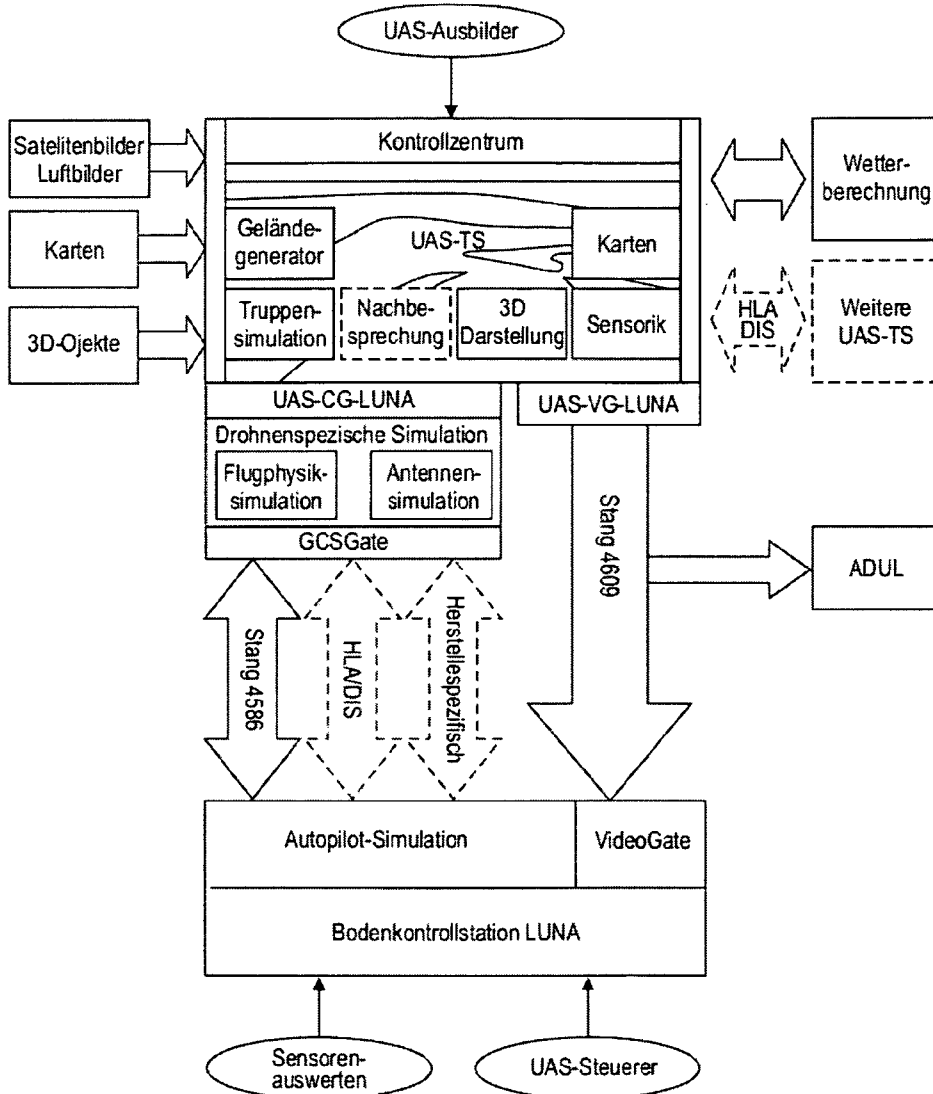 UAS-Ausbilder
Kontrollzentrum
Satelitenbilder
Luftbilder
Wetter-
berechnung
Karten
Gelände-
generator
UAS-TS
Karten
3D-Ojekte
Truppen-
simulation
Nachbe-
sprechung
3D
Darstellung
Sensorik
HLA
DIS
Weitere
UAS-TS
UAS-CG-LUNA
UAS-VG-LUNA
Drohnenspezische Simulation
Flugphysik-
simulation
Antennen-
simulation
GCSGate
Stang 4609
ADUL
Stang 4586
HLA/DIS
Herstellespezifisch
Autopilot-Simulation
VideoGate
Bodenkontrollstation LUNA
Sensoren-
auswerten
UAS-Steuerer